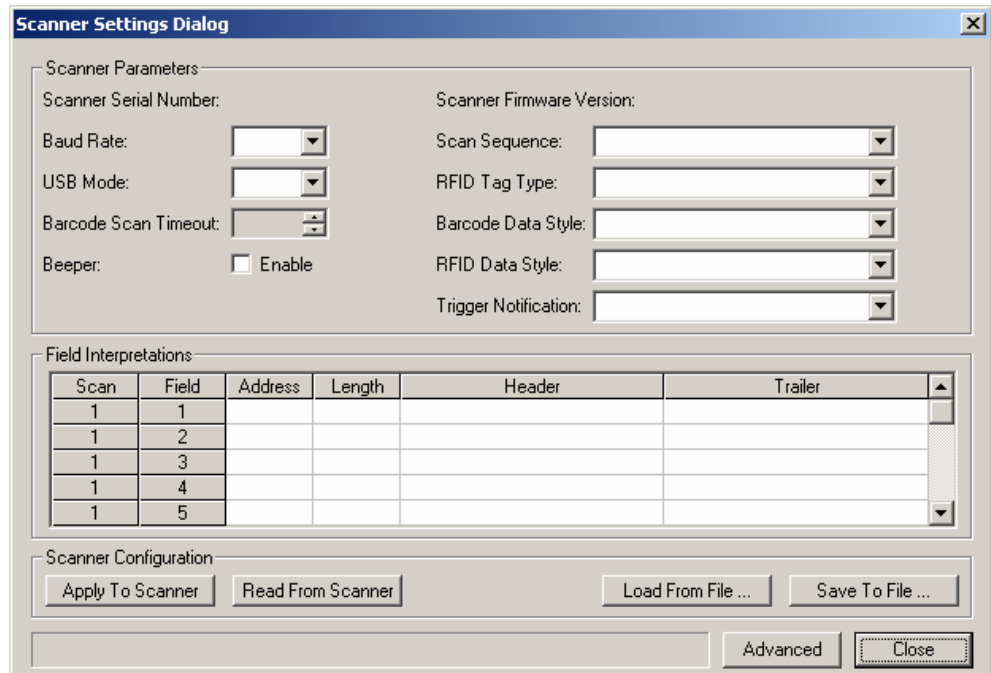 Scanner Settings Dialog
Scanner Parameters
Scanner Serial Number:
Scanner Firmware Version:
Baud Rate:
Scan Sequence:
USB Mode:
RFID Tag Type:
Barcode Scan Timeout:
Barcode Data Style:
Beeper:
Enable
RFID Data Style:
Trigger Notification:
Field Interpretations
Scan Field Address Length Header Trailer
1 1
1 2
1 3
1 4
1 5
Scanner Configuration
Apply To Scanner Read From Scanner Load From File ... Save To File ...
Advanced Close